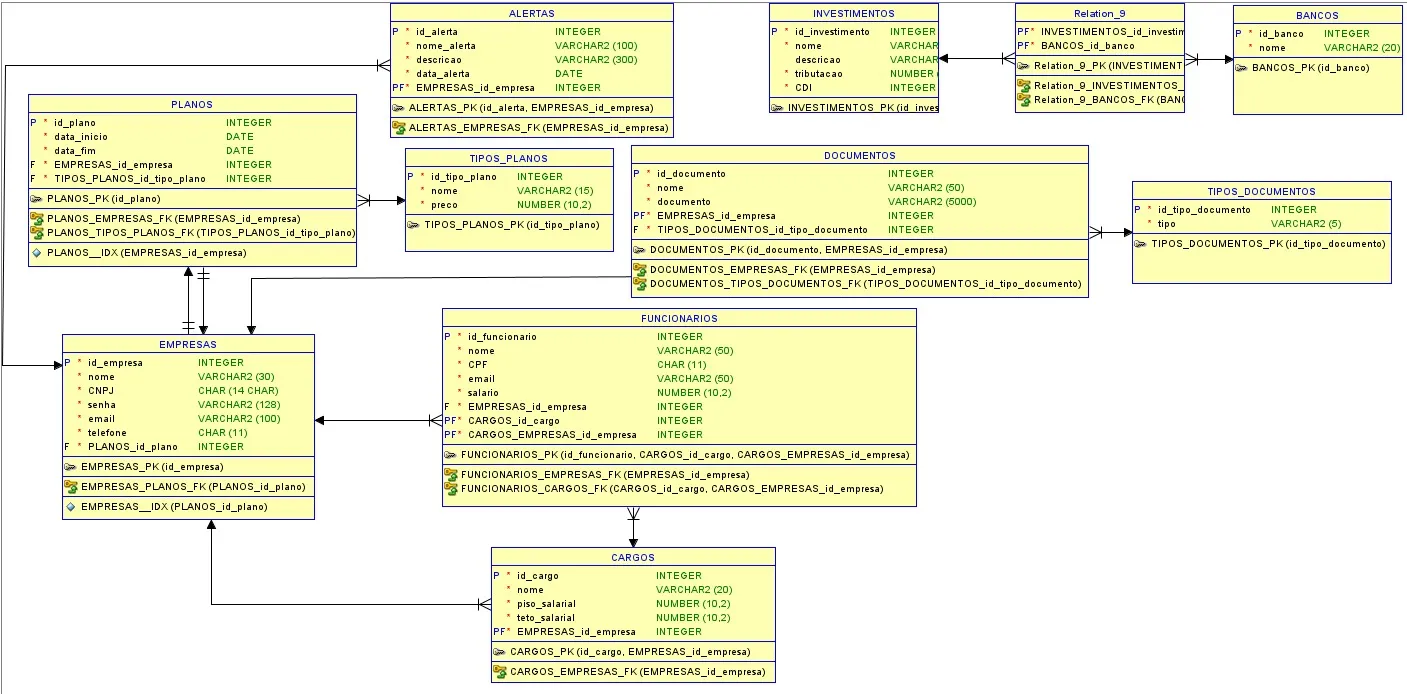 ALERTAS
P * id_alerta INTEGER
* nome_alerta VARCHAR2 (100)
* descricao VARCHAR2 (300)
* data_alerta DATE
PF* EMPRESAS_id_empresa INTEGER
ALERTAS_PK (id_alerta, EMPRESAS_id_empresa)
ALERTAS_EMPRESAS_FK (EMPRESAS_id_empresa)
INVESTIMENTOS
P * id_investimento INTEGER
* nome VARCHAR
descricao VARCHAR
* tributacao NUMBER (
* CDI INTEGER
INVESTIMENTOS_PK (id_inves
Relation_9
PF* INVESTIMENTOS_id_investim
PF* BANCOS_id_banco
Relation_9_PK (INVESTIMENT
Relation_9_INVESTIMENTOS_
Relation_9_BANCOS_FK (BANC
BANCOS
P * id_banco INTEGER
* nome VARCHAR2 (20)
BANCOS_PK (id_banco)
PLANOS
P * id_plano INTEGER
* data_inicio DATE
* data_fim DATE
F * EMPRESAS_id_empresa INTEGER
F * TIPOS_PLANOS_id_tipo_plano INTEGER
PLANOS_PK (id_plano)
PLANOS_EMPRESAS_FK (EMPRESAS_id_empresa)
PLANOS_TIPOS_PLANOS_FK (TIPOS_PLANOS_id_tipo_plano)
PLANOS__IDX (EMPRESAS_id_empresa)
TIPOS_PLANOS
P * id_tipo_plano INTEGER
* nome VARCHAR2 (15)
* preco NUMBER (10,2)
TIPOS_PLANOS_PK (id_tipo_plano)
DOCUMENTOS
P * id_documento INTEGER
* nome VARCHAR2 (50)
* documento VARCHAR2 (5000)
PF* EMPRESAS_id_empresa INTEGER
F * TIPOS_DOCUMENTOS_id_tipo_documento INTEGER
DOCUMENTOS_PK (id_documento, EMPRESAS_id_empresa)
DOCUMENTOS_EMPRESAS_FK (EMPRESAS_id_empresa)
DOCUMENTOS_TIPOS_DOCUMENTOS_FK (TIPOS_DOCUMENTOS_id_tipo_documento)
TIPOS_DOCUMENTOS
P * id_tipo_documento INTEGER
* tipo VARCHAR2 (5)
TIPOS_DOCUMENTOS_PK (id_tipo_documento)
EMPRESAS
P * id_empresa INTEGER
* nome VARCHAR2 (30)
* CNPJ CHAR (14 CHAR)
* senha VARCHAR2 (128)
* email VARCHAR2 (100)
* telefone CHAR (11)
F * PLANOS_id_plano INTEGER
EMPRESAS_PK (id_empresa)
EMPRESAS_PLANOS_FK (PLANOS_id_plano)
EMPRESAS__IDX (PLANOS_id_plano)
FUNCIONARIOS
P * id_funcionario INTEGER
* nome VARCHAR2 (50)
* CPF CHAR (11)
* email VARCHAR2 (50)
* salario NUMBER (10,2)
F * EMPRESAS_id_empresa INTEGER
PF* CARGOS_id_cargo INTEGER
PF* CARGOS_EMPRESAS_id_empresa INTEGER
FUNCIONARIOS_PK (id_funcionario, CARGOS_id_cargo, CARGOS_EMPRESAS_id_empresa)
FUNCIONARIOS_EMPRESAS_FK (EMPRESAS_id_empresa)
FUNCIONARIOS_CARGOS_FK (CARGOS_id_cargo, CARGOS_EMPRESAS_id_empresa)
CARGOS
P * id_cargo INTEGER
* nome VARCHAR2 (20)
* piso_salarial NUMBER (10,2)
* teto_salarial NUMBER (10,2)
PF* EMPRESAS_id_empresa INTEGER
CARGOS_PK (id_cargo, EMPRESAS_id_empresa)
CARGOS_EMPRESAS_FK (EMPRESAS_id_empresa)